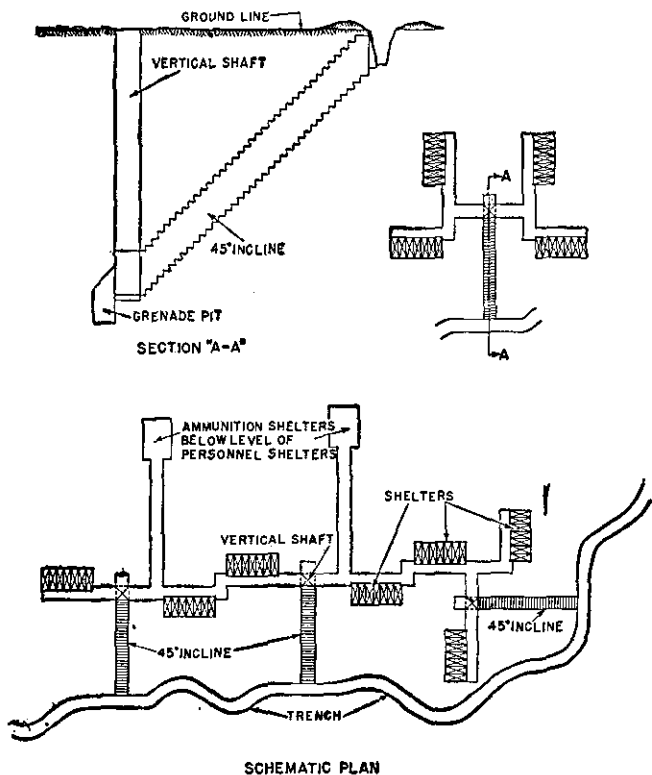 GROUND LINE
VERTICAL SHAFT
45° INCLINE
GRENADE PIT
SECTION "A-A"
A
A
AMMUNITION SHELTERS
BELOW LEVEL OF
PERSONNEL SHELTERS
SHELTERS
VERTICAL SHAFT
45° INCLINE
45° INCLINE
TRENCH
SCHEMATIC PLAN